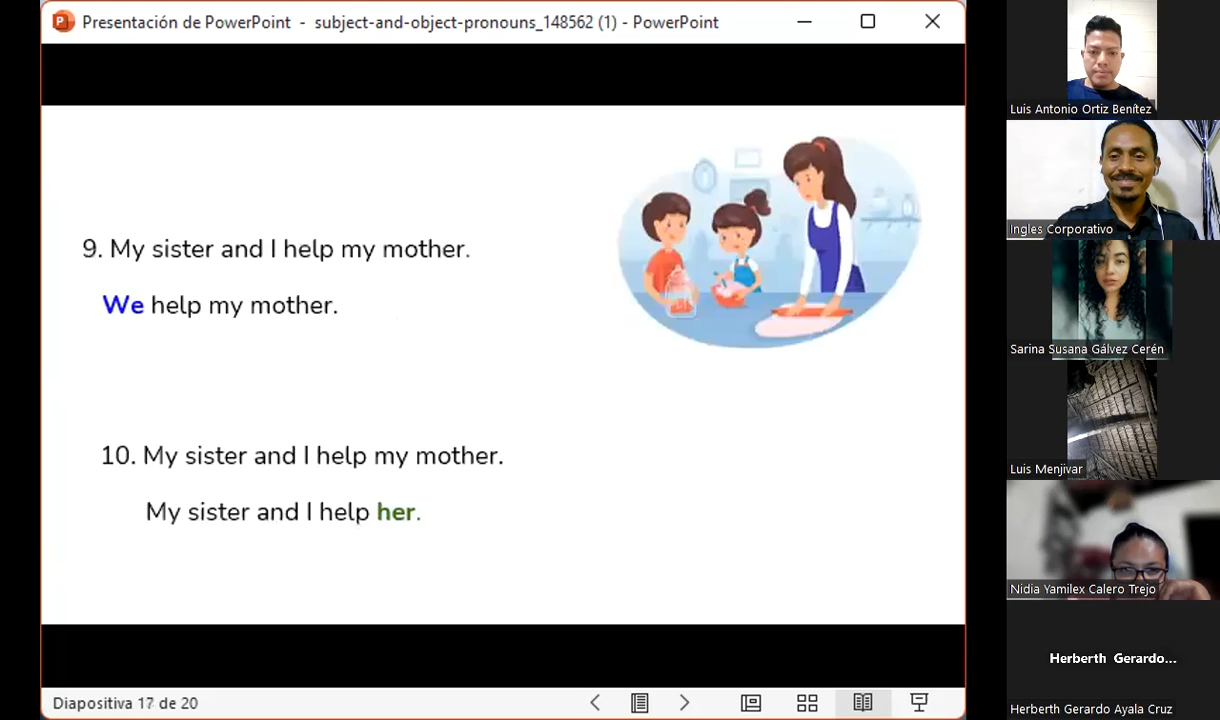 Presentación de PowerPoint - subject-and-object-pronouns_148562 (1) - PowerPoint
9. My sister and I help my mother.
We help my mother.
10. My sister and I help my mother.
My sister and I help her.
Diapositiva 17 de 20
Luis Antonio Ortiz Benítez
Ingles Corporativo
Sarina Susana Gálvez Cerén
Luis Menjivar
Nidia Yamilex Calero Trejo
Herberth Gerardo...
Herberth Gerardo Ayala Cruz